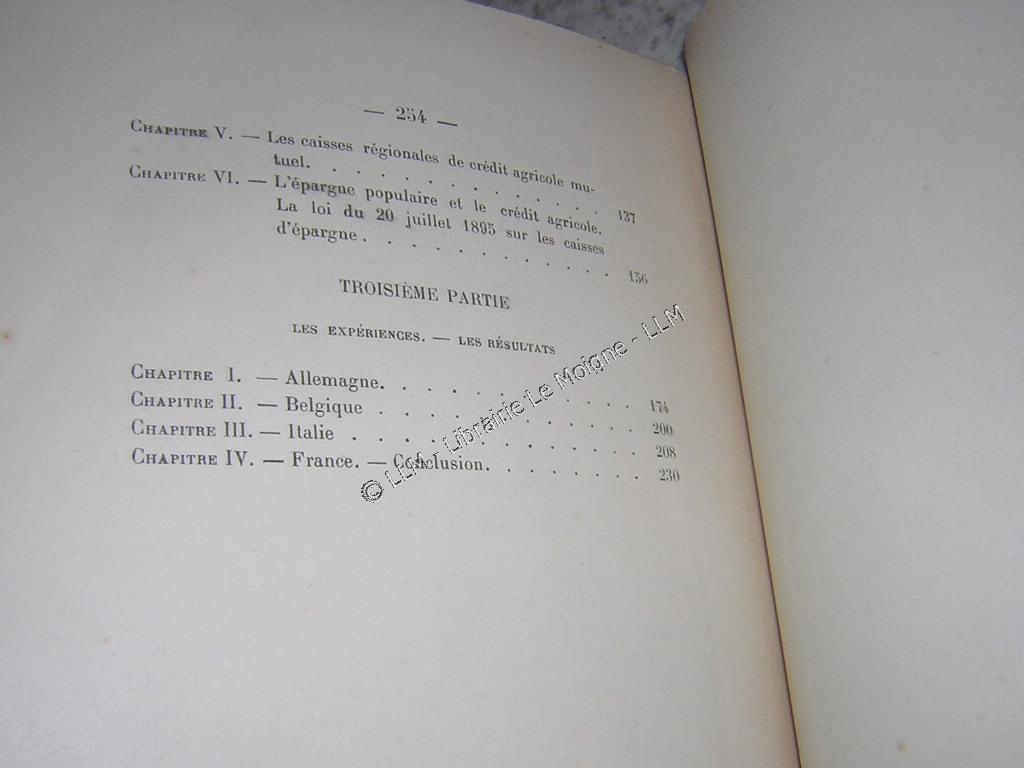 — 254 —
CHAPITRE V. — Les caisses régionales de crédit agricole mu-
tuel. . . . . . . . . . . . . . 137
CHAPITRE VI. — L'épargne populaire et le crédit agricole.
La loi du 20 juillet 1895 sur les caisses
d'épargne . . . . . . . . . . . 156
TROISIÈME PARTIE
LES EXPÉRIENCES. — LES RÉSULTATS
CHAPITRE I. — Allemagne. . . . . . . . . . . 174
CHAPITRE II. — Belgique . . . . . . . . . . . 200
CHAPITRE III. — Italie . . . . . . . . . . . . 208
CHAPITRE IV. — France. — Conclusion. . . . . . . . 230
© LLM - Librairie Le Moigne - LLM